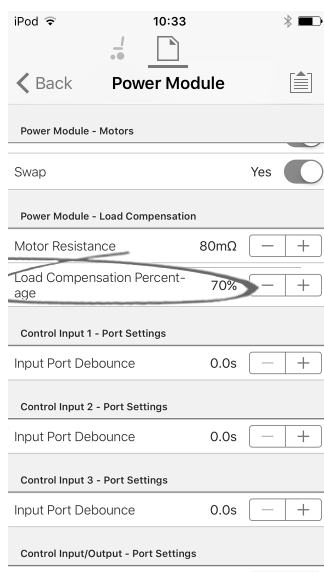 iPod 10:33
Back Power Module
Power Module - Motors
Swap Yes
Power Module - Load Compensation
Motor Resistance 80mΩ − +
Load Compensation Percent-
age 70% − +
Control Input 1 - Port Settings
Input Port Debounce 0.0s − +
Control Input 2 - Port Settings
Input Port Debounce 0.0s − +
Control Input 3 - Port Settings
Input Port Debounce 0.0s − +
Control Input/Output - Port Settings